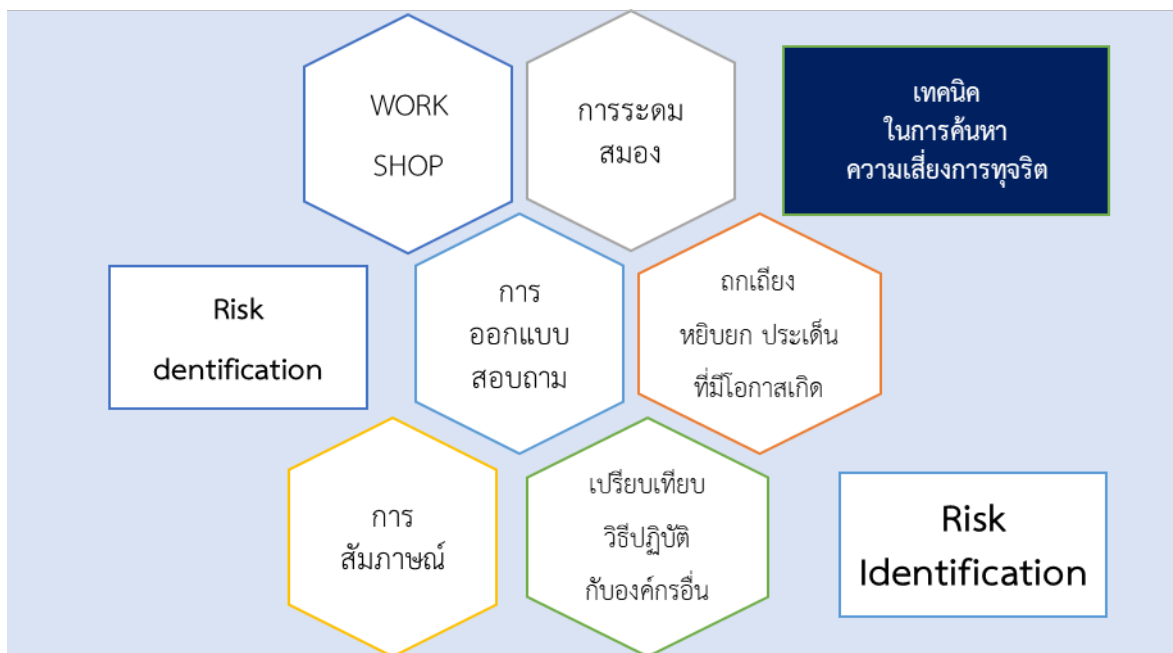 WORK
SHOP
การระดม
สมอง
เทคนิค
ในการค้นหา
ความเสี่ยงการทุจริต
Risk
dentification
การ
ออกแบบ
สอบถาม
ถกเถียง
หยิบยก ประเด็น
ที่มีโอกาสเกิด
การ
สัมภาษณ์
เปรียบเทียบ
วิธีปฏิบัติ
กับองค์กรอื่น
Risk
Identification